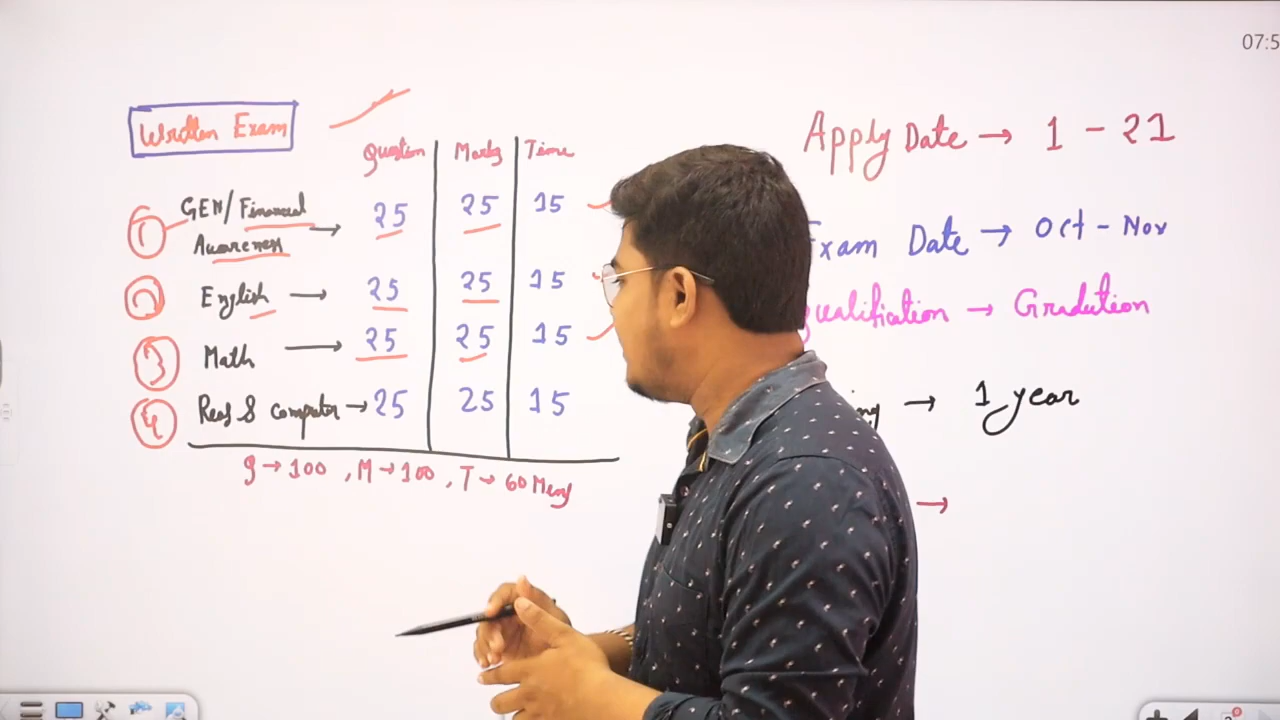 07:5
Written Exam
Question Marks Time
1 GEN/Financial Awareness → 25 25 15
2 English → 25 25 15
3 Math → 25 25 15
4 Reas & Computer → 25 25 15
Q → 100, M → 100, T → 60 Mens
Apply Date → 1 - 21
Exam Date → Oct - Nov
Qualification → Gradution
→ 1 year
→